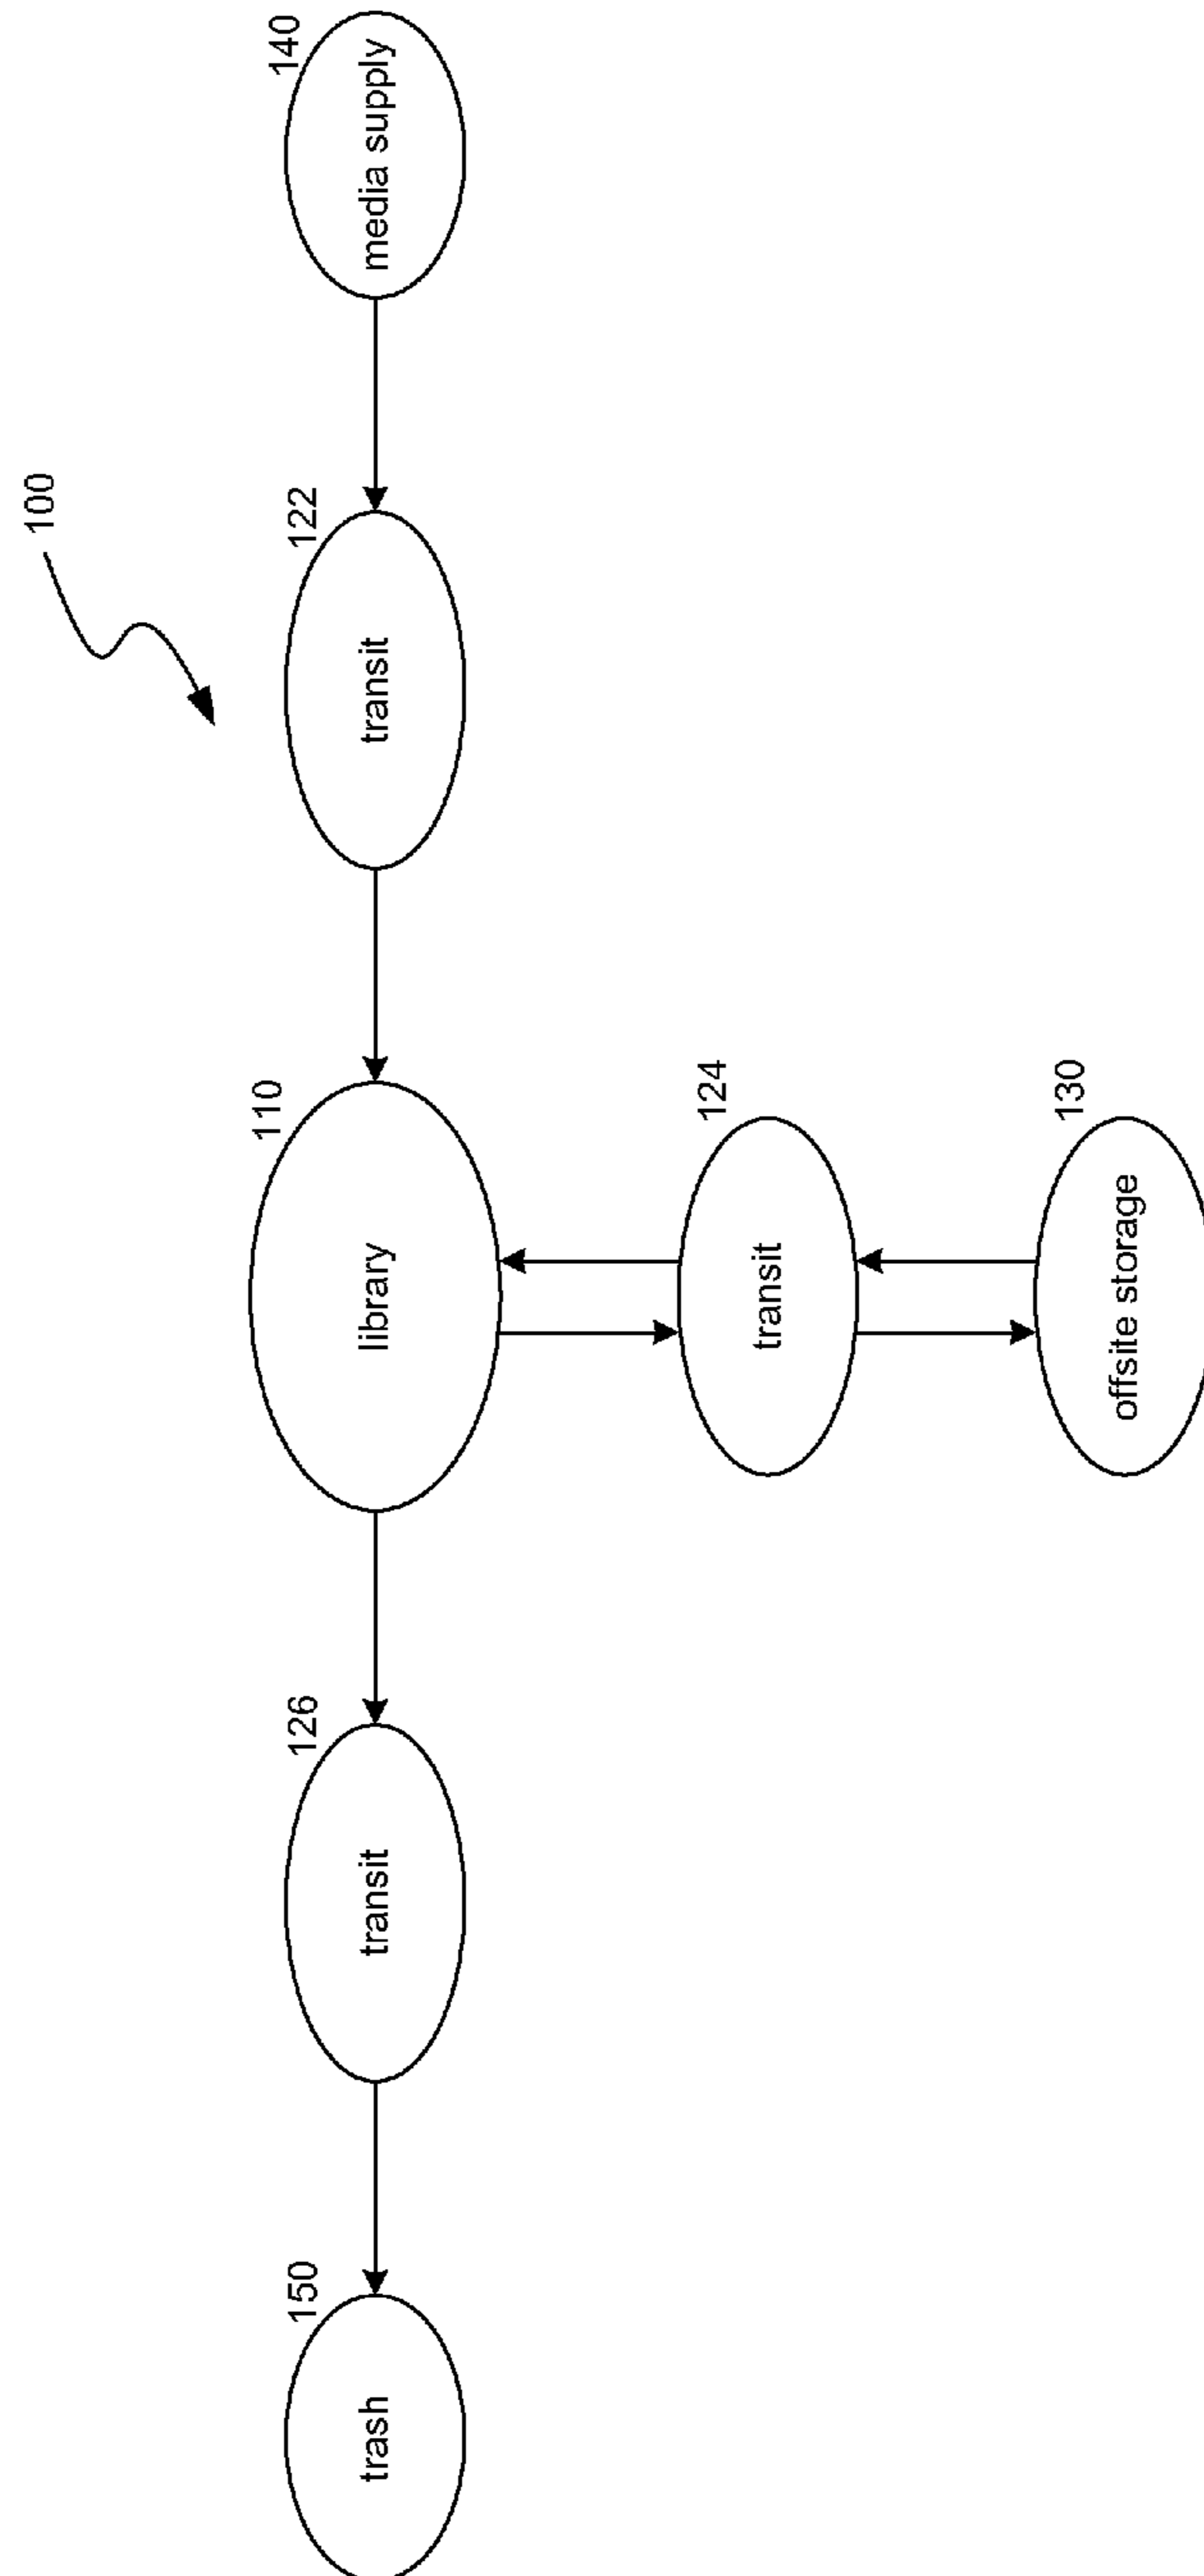 100
150
trash
126
transit
110
library
122
transit
140
media supply
124
transit
130
offsite storage